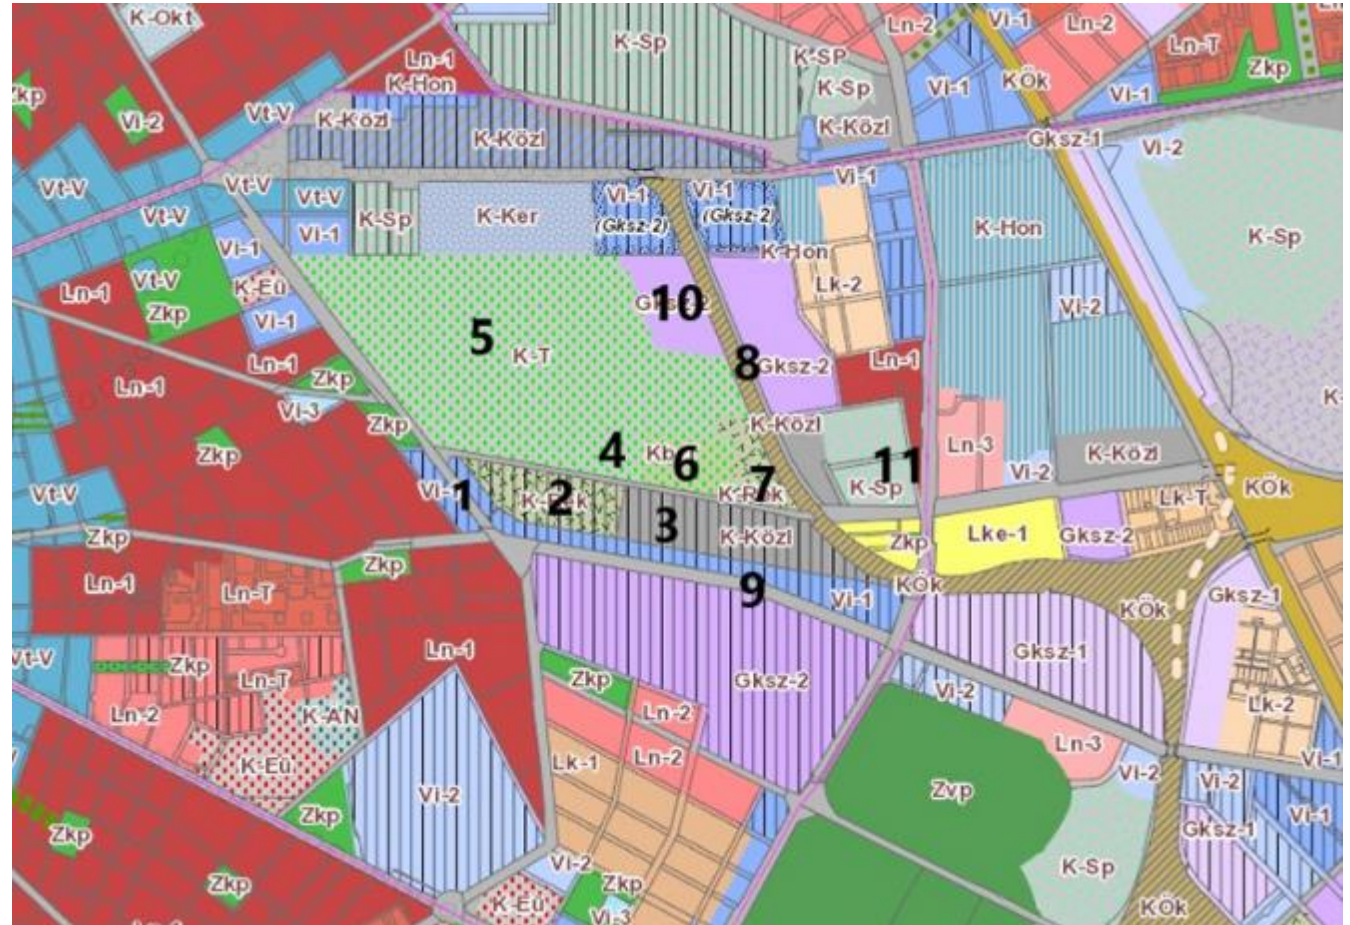 K-Okt
Ln-1
K-Hon
K-Sp
K-SP
K-Sp
K-Közl
Ln-2
Vi-1
Ln-2
Ln-T
Zkp
KÖk
Vi-1
Vi-1
Gksz-1
Vi-2
Zkp
Vi-2
Vt-V
K-Közl
K-Közl
Vt-V
Vt-V
Vt-V
Vt-V
K-Sp
K-Ker
Vi-1
(Gksz-2)
Vi-1
(Gksz-2)
Vi-1
K-Hon
K-Sp
Vi-1
Vi-1
K-Hon
Vt-V
K-Eü
Ln-1
Zkp
Vi-1
5
K-T
10
Lk-2
Vi-2
8
Gksz-2
Ln-1
Ln-1
Ln-1
Zkp
Vi-3
Zkp
K-Közl
Zkp
4
6
7
11
K-Sp
Ln-3
Vi-2
K-Közl
Vt-V
1
2
3
K-Közl
Lk-T
KÖk
Zkp
Zkp
Lke-1
Gksz-2
Zkp
Ln-1
Ln-T
9
Vi-1
KÖk
KÖk
Gksz-1
Vt-V
Zkp
Ln-T
Ln-1
Zkp
Gksz-2
Gksz-1
Vi-2
Ln-2
K-AN
Ln-2
Ln-2
Lk-2
K-Eü
Lk-1
Ln-3
Vi-2
Vi-2
Vi-1
Zkp
Vi-2
Zvp
Vi-1
Zkp
Gksz-1
Zkp
Vi-2
Zkp
K-Sp
K-Eü
Vi-3
KÖk